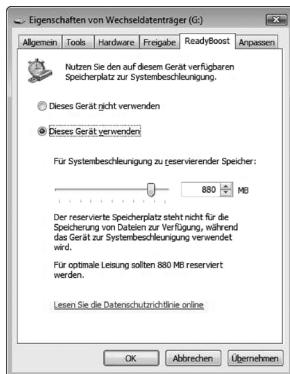 Eigenschaften von Wechseldatenträger (G:)
Allgemein Tools Hardware Freigabe ReadyBoost Anpassen
Nutzen Sie den auf diesem Gerät verfügbaren
Speicherplatz zur Systembeschleunigung.
Dieses Gerät nicht verwenden
Dieses Gerät verwenden
Für Systembeschleunigung zu reservierender Speicher:
880 MB
Der reservierte Speicherplatz steht nicht für die
Speicherung von Dateien zur Verfügung, während
das Gerät zur Systembeschleunigung verwendet
wird.
Für optimale Leisung sollten 880 MB reserviert
werden.
Lesen Sie die Datenschutzrichtlinie online
OK Abbrechen Übernehmen